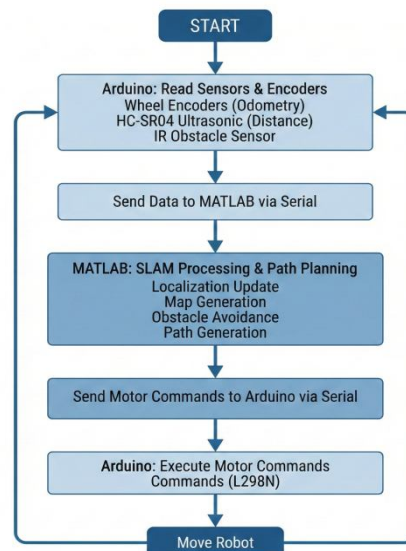 START
Arduino: Read Sensors & Encoders
Wheel Encoders (Odometry)
HC-SR04 Ultrasonic (Distance)
IR Obstacle Sensor
Send Data to MATLAB via Serial
MATLAB: SLAM Processing & Path Planning
Localization Update
Map Generation
Obstacle Avoidance
Path Generation
Send Motor Commands to Arduino via Serial
Arduino: Execute Motor Commands
Commands (L298N)
Move Robot